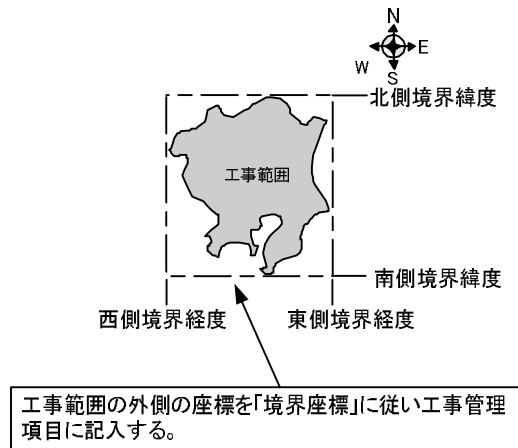 N
W
E
S
北側境界緯度
工事範囲
南側境界緯度
西側境界経度
東側境界経度
工事範囲の外側の座標を「境界座標」に従い工事管理
項目に記入する。